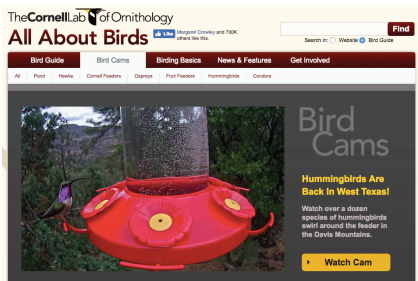 TheCornellLab of Ornithology
All About Birds
Like
Margaret Crowley and 730K
others like this.
Find
Search in: Website Bird Guide
Bird Guide Bird Cams Birding Basics News & Features Get Involved
All Pond Hawks Cornell Feeders Ospreys Fruit Feeders Hummingbirds Condors
Bird
Cams
Hummingbirds Are
Back In West Texas!
Watch over a dozen
species of hummingbirds
swirl around the feeder in
the Davis Mountains.
Watch Cam